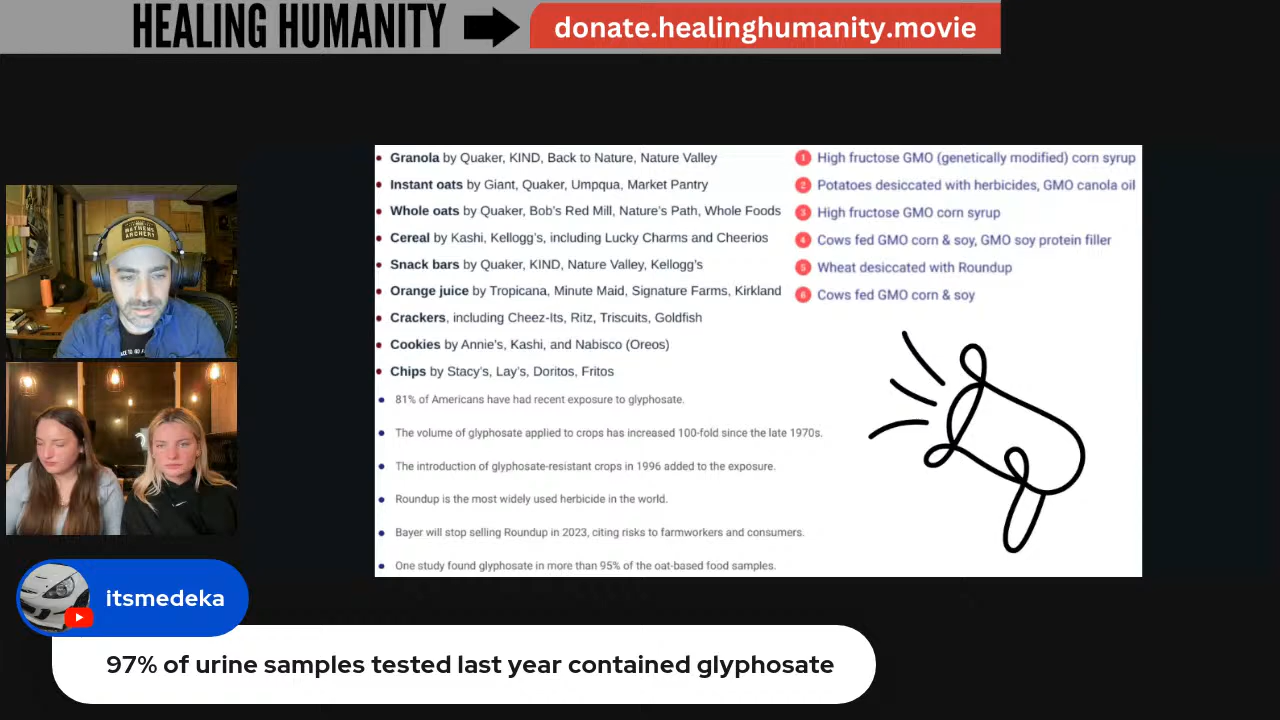 HEALING HUMANITY
donate.healinghumanity.movie
• Granola by Quaker, KIND, Back to Nature, Nature Valley
• Instant oats by Giant, Quaker, Umpqua, Market Pantry
• Whole oats by Quaker, Bob's Red Mill, Nature's Path, Whole Foods
• Cereal by Kashi, Kellogg's, including Lucky Charms and Cheerios
• Snack bars by Quaker, KIND, Nature Valley, Kellogg's
• Orange juice by Tropicana, Minute Maid, Signature Farms, Kirkland
• Crackers, including Cheez-Its, Ritz, Triscuits, Goldfish
• Cookies by Annie's, Kashi, and Nabisco (Oreos)
• Chips by Stacy's, Lay's, Doritos, Fritos
• 81% of Americans have had recent exposure to glyphosate.
• The volume of glyphosate applied to crops has increased 100-fold since the late 1970s.
• The introduction of glyphosate-resistant crops in 1996 added to the exposure.
• Roundup is the most widely used herbicide in the world.
• Bayer will stop selling Roundup in 2023, citing risks to farmworkers and consumers.
• One study found glyphosate in more than 95% of the oat-based food samples.
1 High fructose GMO (genetically modified) corn syrup
2 Potatoes desiccated with herbicides, GMO canola oil
3 High fructose GMO corn syrup
4 Cows fed GMO corn & soy, GMO soy protein filler
5 Wheat desiccated with Roundup
6 Cows fed GMO corn & soy
itsmedeka
97% of urine samples tested last year contained glyphosate